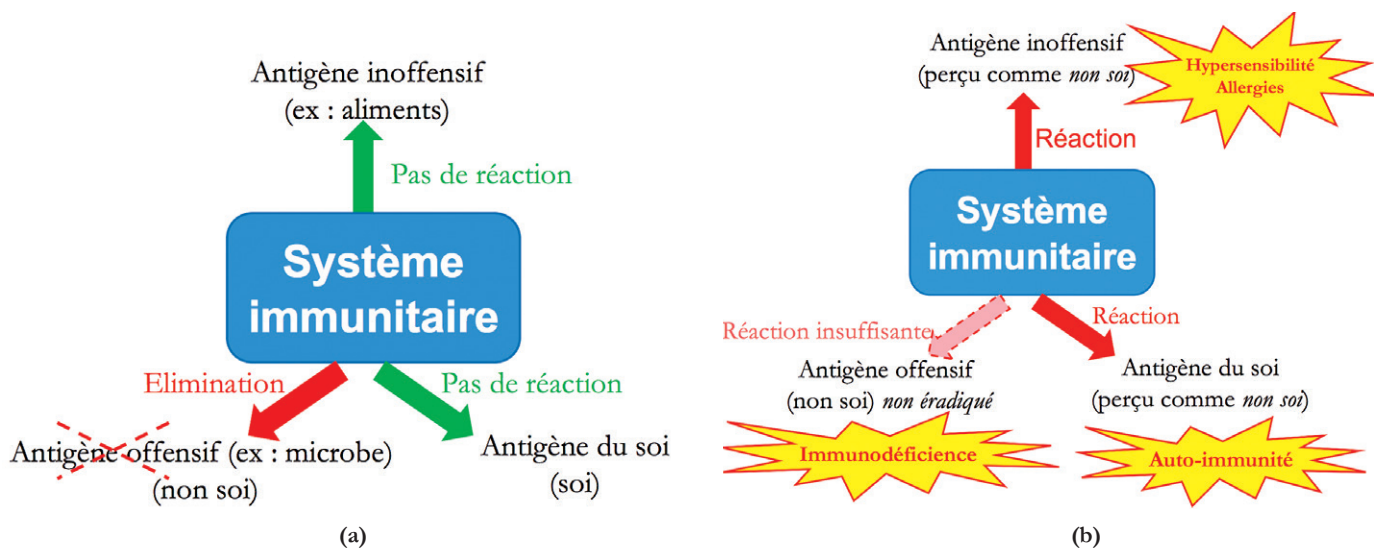 Antigène inoffensif
(ex : aliments)
Pas de réaction
Système
immunitaire
Elimination
Pas de réaction
Antigène offensif (ex : microbe)
(non soi)
Antigène du soi
(soi)
(a)
Antigène inoffensif
(perçu comme non soi)
Hypersensibilité
Allergies
Réaction
Système
immunitaire
Réaction insuffisante
Réaction
Antigène offensif
(non soi) non éradiqué
Antigène du soi
(perçu comme non soi)
Immunodéficience
Auto-immunité
(b)